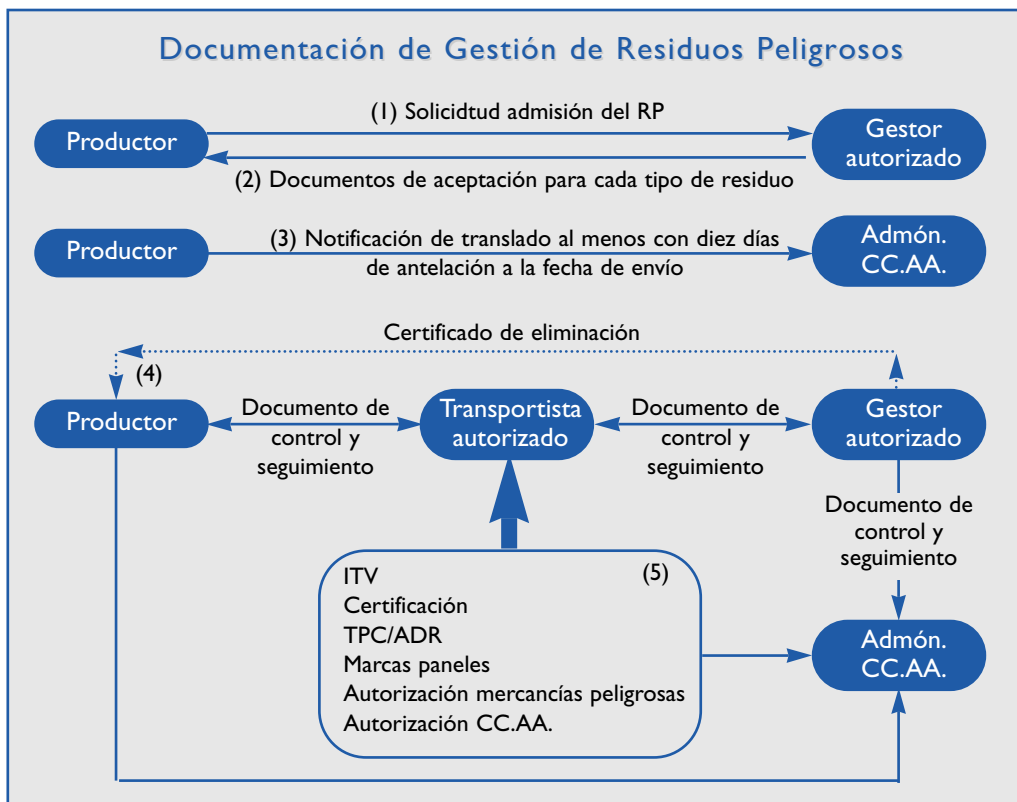 Documentación de Gestión de Residuos Peligrosos
(1) Solicidtud admisión del RP
Productor
Gestor
autorizado
(2) Documentos de aceptación para cada tipo de residuo
Productor
(3) Notificación de translado al menos con diez días
de antelación a la fecha de envío
Admón.
CC.AA.
Certificado de eliminación
(4)
Productor
Documento de
control y
seguimiento
Transportista
autorizado
Documento de
control y
seguimiento
Gestor
autorizado
Documento de
control y
seguimiento
(5)
ITV
Certificación
TPC/ADR
Marcas paneles
Autorización mercancías peligrosas
Autorización CC.AA.
Admón.
CC.AA.